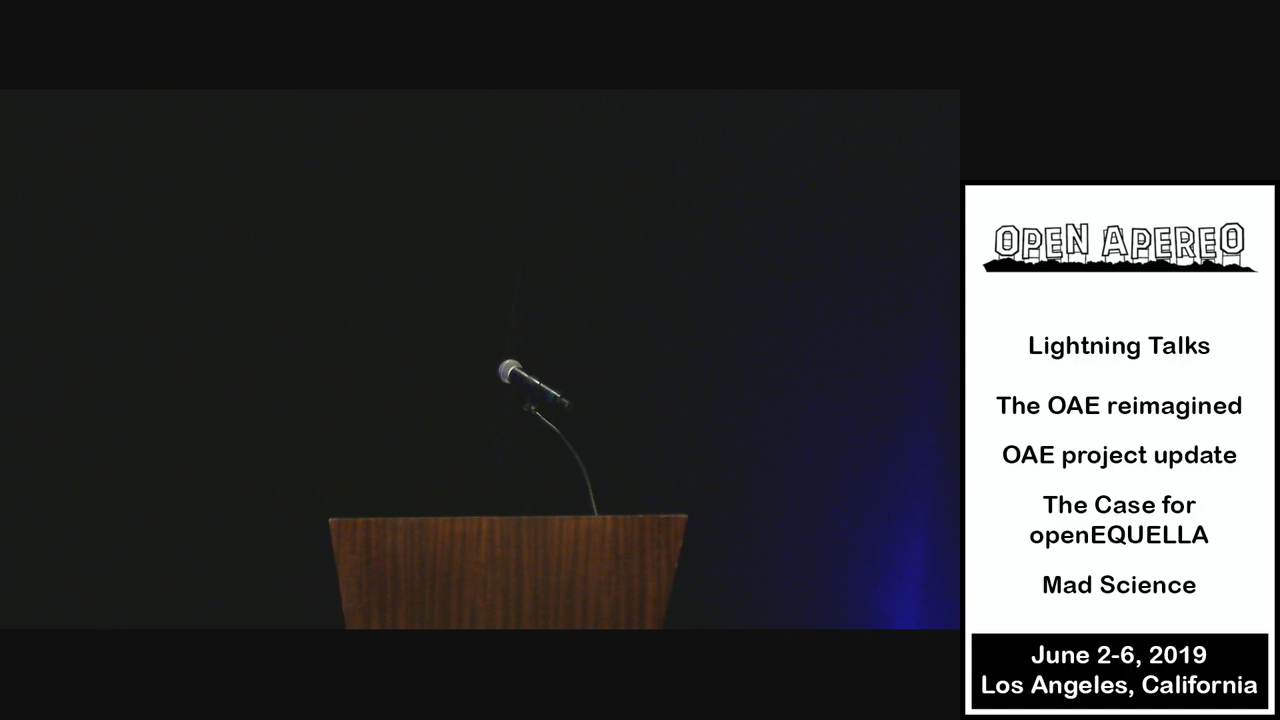 OPEN APEREO
Lightning Talks
The OAE reimagined
OAE project update
The Case for
openEQUELLA
Mad Science
June 2-6, 2019
Los Angeles, California